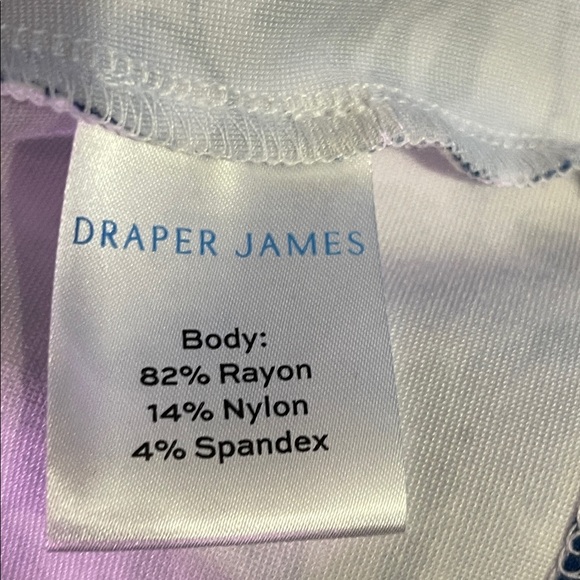 DRAPER JAMES
Body:
82% Rayon
14% Nylon
4% Spandex